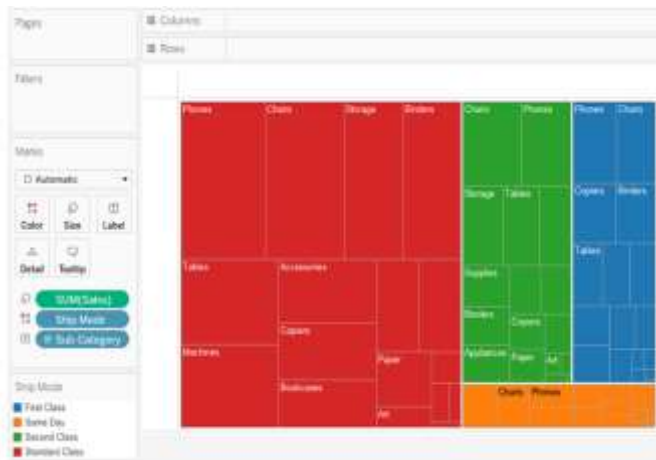 Pages
Columns
Rows
Filters
Marks
Automatic
Color
Size
Label
Detail
Tooltip
SUM(Sales)
Ship Mode
Sub-Category
Ship Mode
First Class
Same Day
Second Class
Standard Class
Phones
Chairs
Storage
Binders
Tables
Accessories
Copiers
Machines
Bookcases
Paper
Art
Chairs
Phones
Storage
Tables
Supplies
Binders
Copiers
Appliances
Paper
Art
Phones
Chairs
Copiers
Binders
Tables
Chairs
Phones